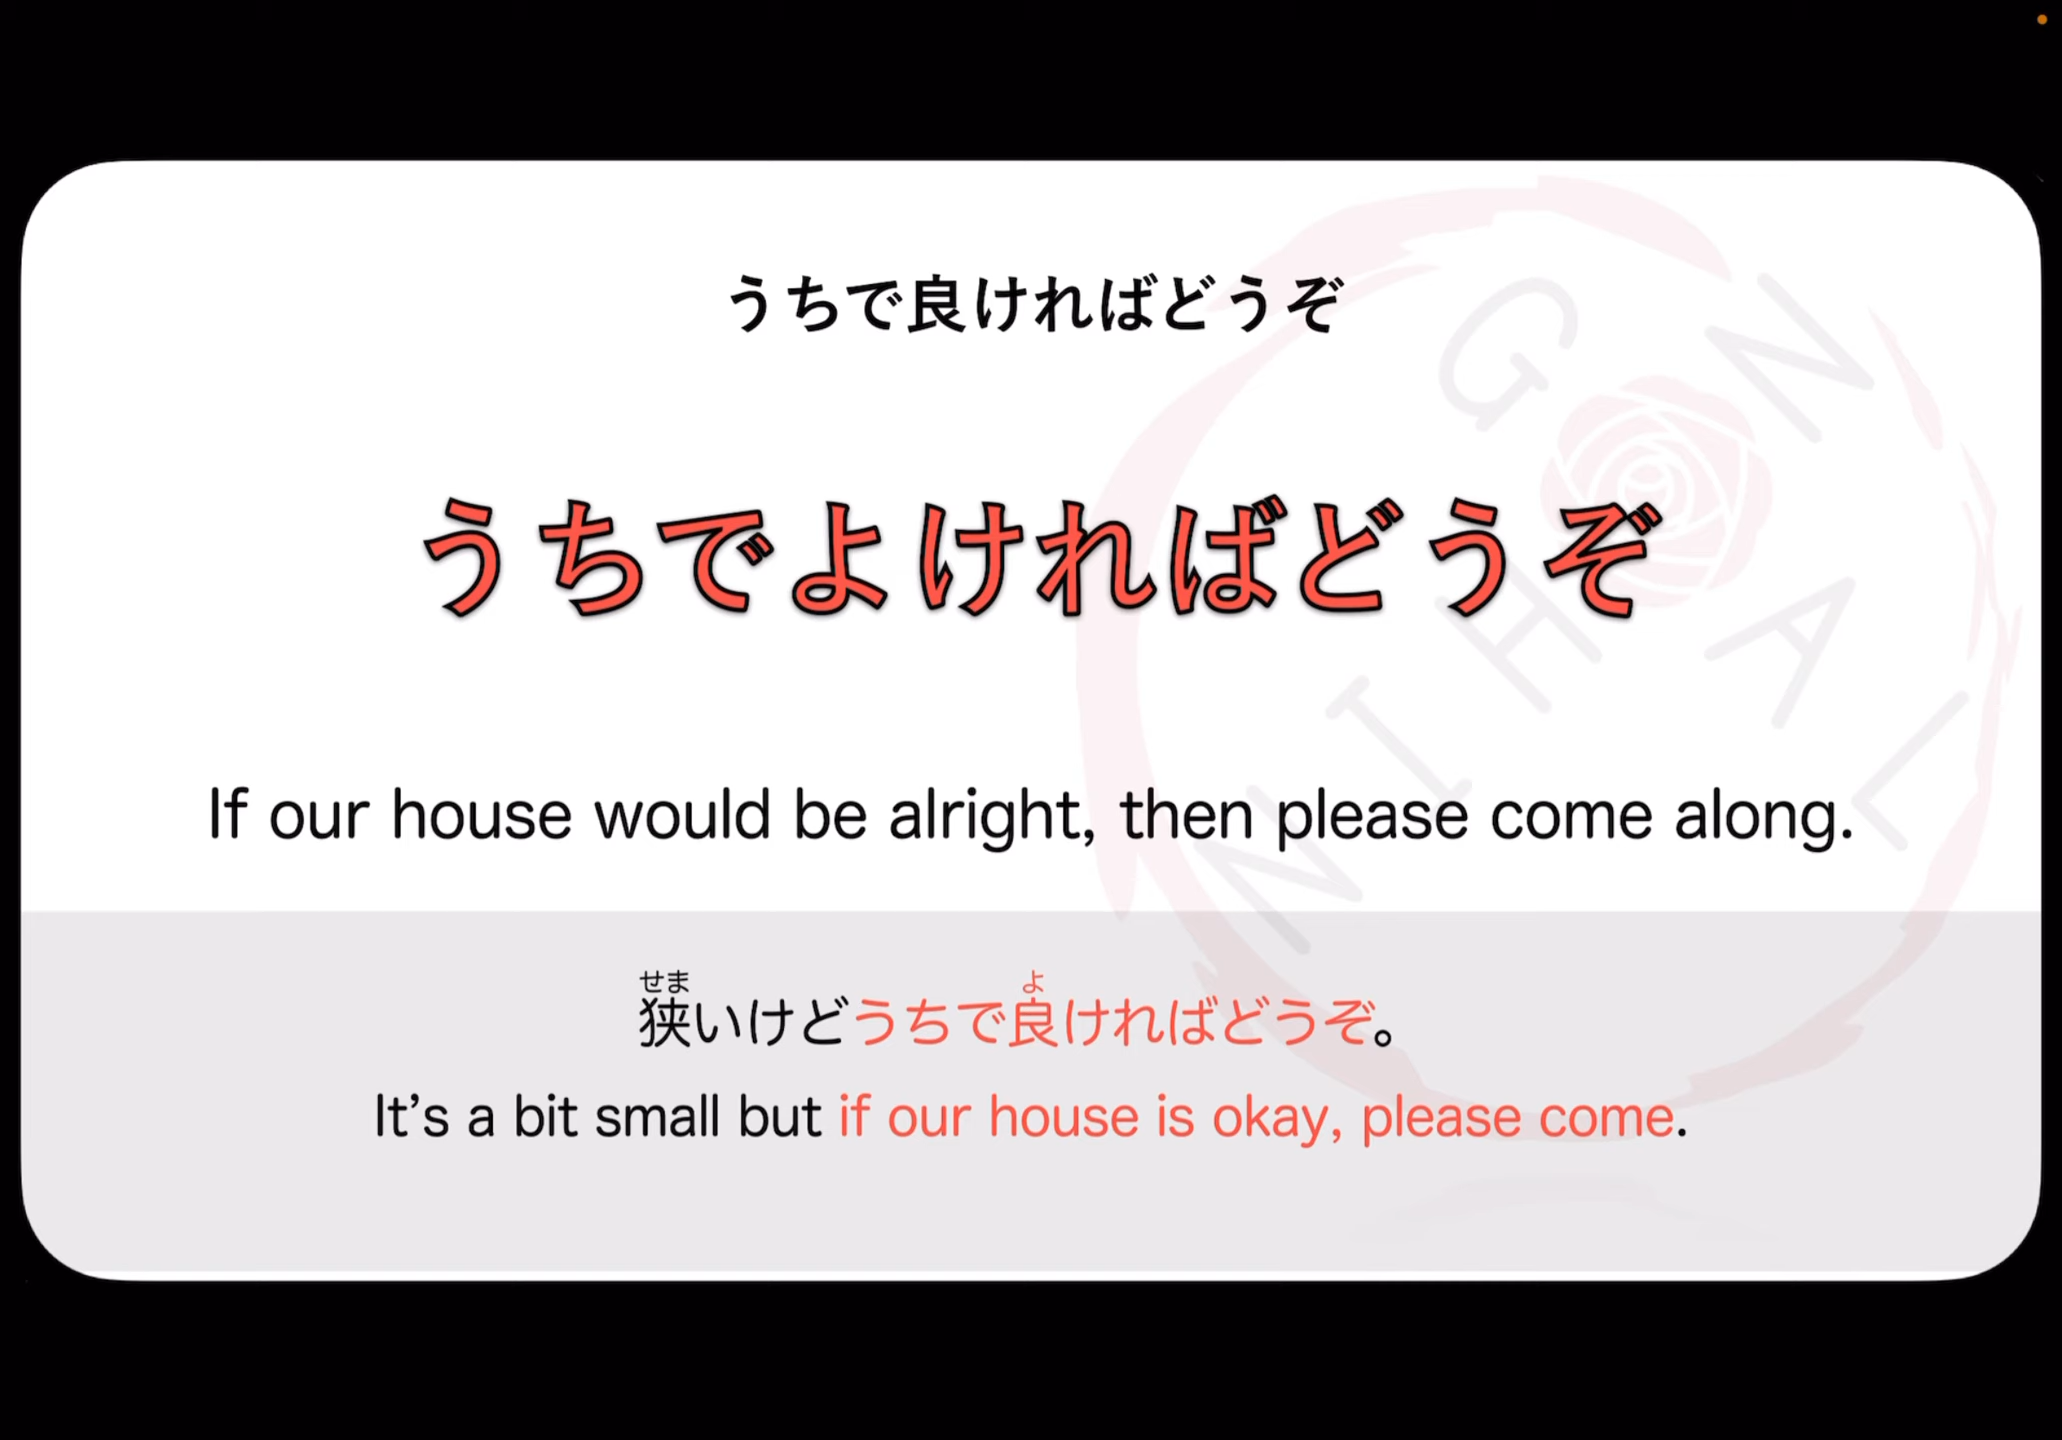 うちで良ければどうぞ
うちでよければどうぞ
If our house would be alright, then please come along.
せま よ
狭いけどうちで良ければどうぞ。
It’s a bit small but if our house is okay, please come.
NIHON
GAL